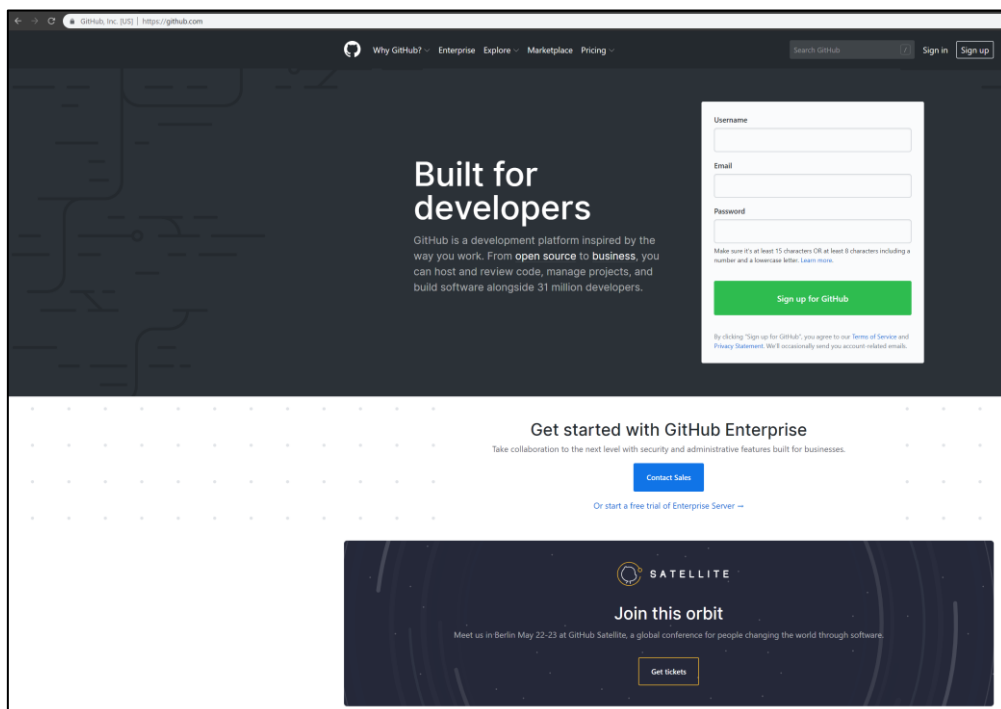 GitHub, Inc. [US] | https://github.com
Why GitHub? Enterprise Explore Marketplace Pricing Search GitHub / Sign in Sign up
Built for
developers
GitHub is a development platform inspired by the
way you work. From open source to business, you
can host and review code, manage projects, and
build software alongside 31 million developers.
Username
Email
Password
Make sure it's at least 15 characters OR at least 8 characters including a
number and a lowercase letter. Learn more.
Sign up for GitHub
By clicking "Sign up for GitHub", you agree to our Terms of Service and
Privacy Statement. We'll occasionally send you account-related emails.
Get started with GitHub Enterprise
Take collaboration to the next level with security and administrative features built for businesses.
Contact Sales
Or start a free trial of Enterprise Server →
SATELLITE
Join this orbit
Meet us in Berlin May 22-23 at GitHub Satellite, a global conference for people changing the world through software.
Get tickets